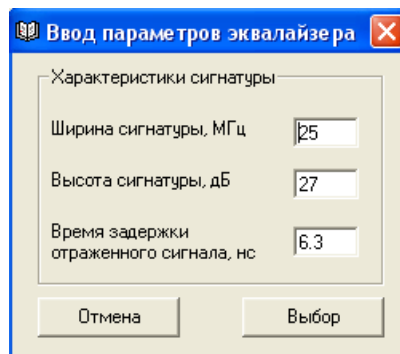 Ввод параметров эквалайзера
Характеристики сигнатуры
Ширина сигнатуры, МГц 25
Высота сигнатуры, дБ 27
Время задержки
отраженного сигнала, нс 6.3
Отмена Выбор